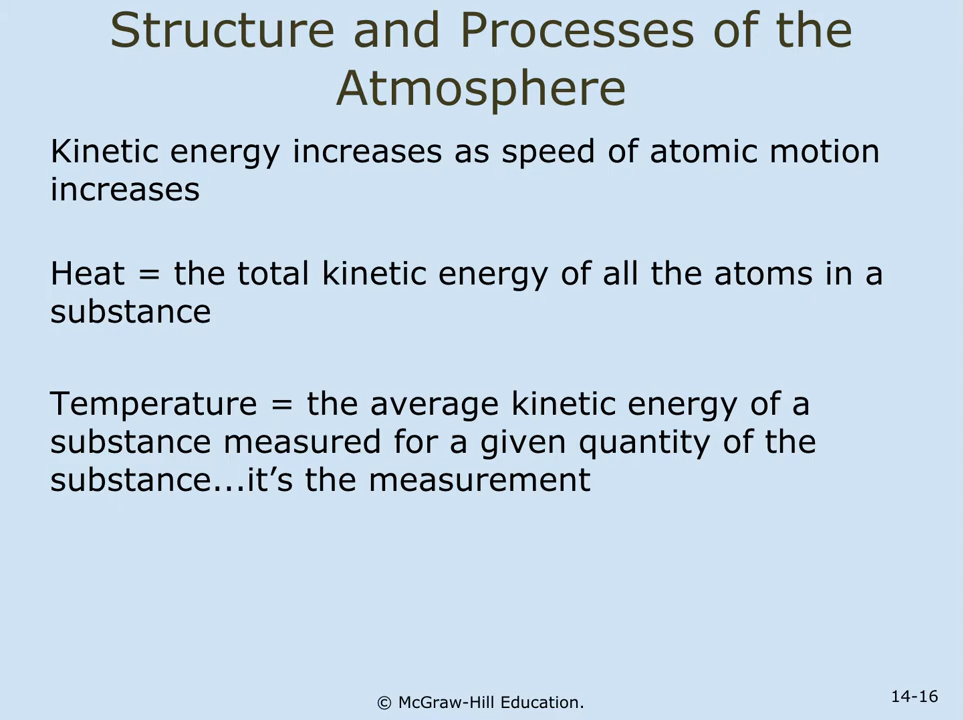 Structure and Processes of the
Atmosphere
Kinetic energy increases as speed of atomic motion
increases
Heat = the total kinetic energy of all the atoms in a
substance
Temperature = the average kinetic energy of a
substance measured for a given quantity of the
substance...it’s the measurement
© McGraw-Hill Education.
14-16